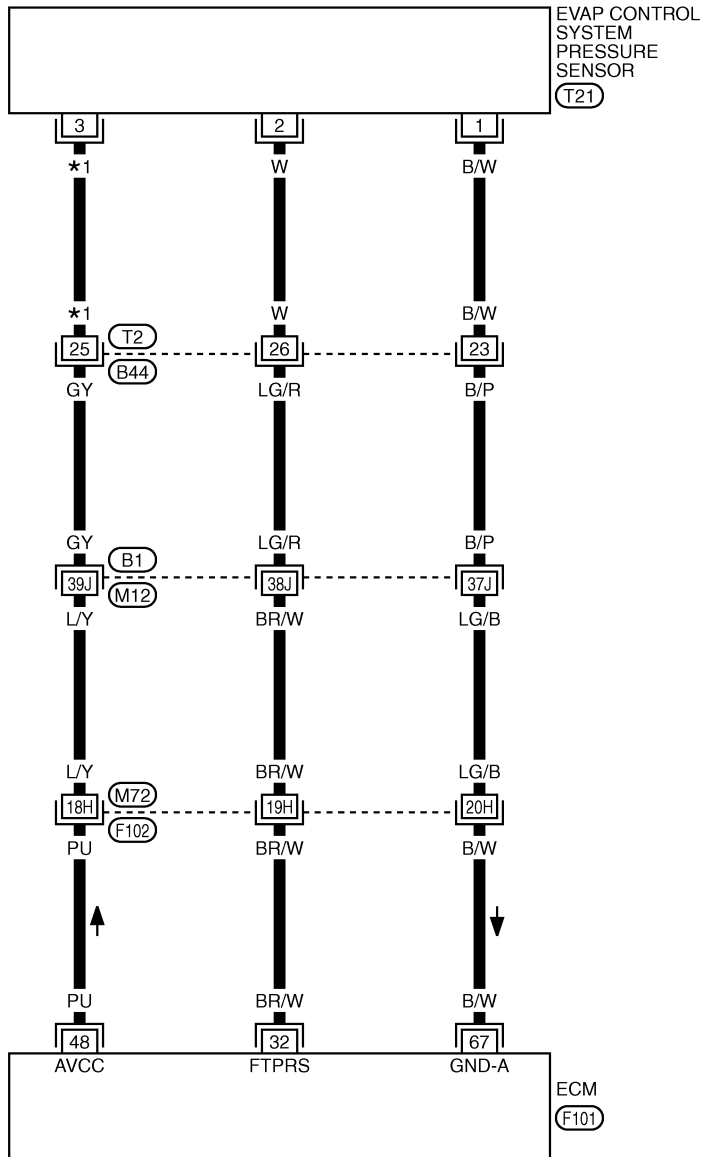 EVAP CONTROL
SYSTEM
PRESSURE
SENSOR
T21
3 2 1
★1 W B/W
★1 W B/W
T2
25 26 23
B44
GY LG/R B/P
GY LG/R B/P
B1
39J 38J 37J
M12
L/Y BR/W LG/B
L/Y BR/W LG/B
M72
18H 19H 20H
F102
PU BR/W B/W
PU BR/W B/W
48 32 67
AVCC FTPRS GND-A
ECM
F101